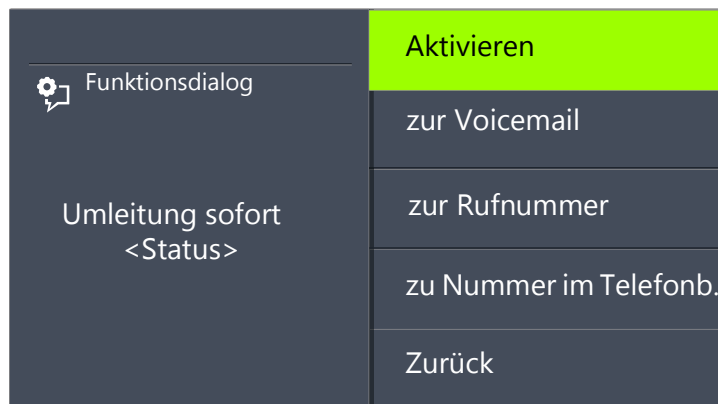 Funktionsdialog
Umleitung sofort
<Status>
Aktivieren
zur Voicemail
zur Rufnummer
zu Nummer im Telefonb.
Zurück